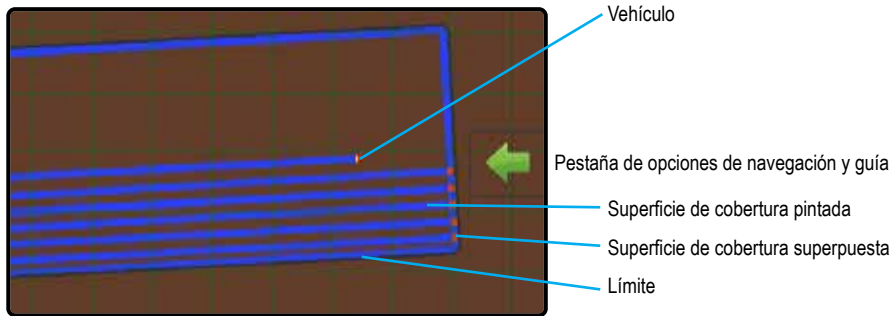 Vehículo
Pestaña de opciones de navegación y guía
Superficie de cobertura pintada
Superficie de cobertura superpuesta
Límite